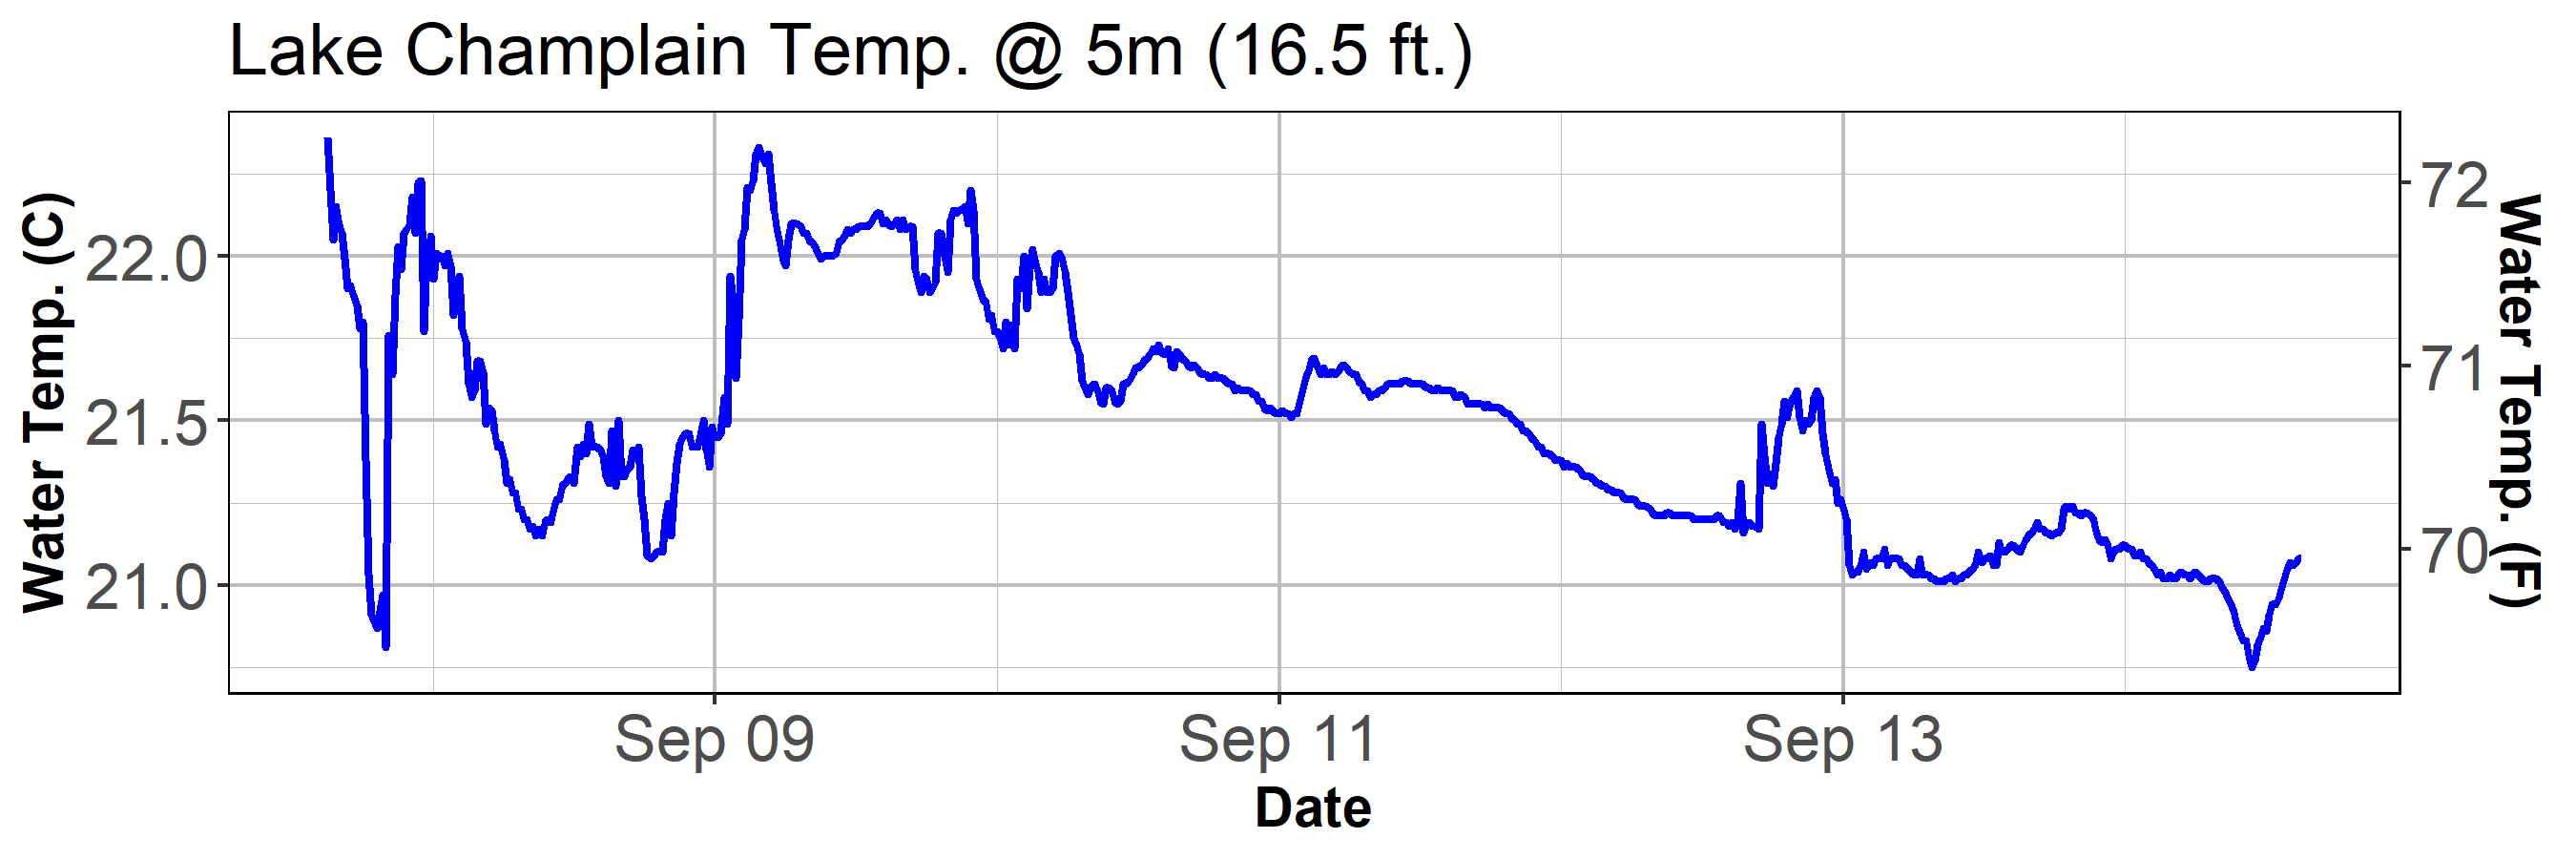 Lake Champlain Temp. @ 5m (16.5 ft.)
Water Temp. (C)
22.0
21.5
21.0
72
71
70
Water Temp. (F)
Sep 09 Sep 11 Sep 13
Date